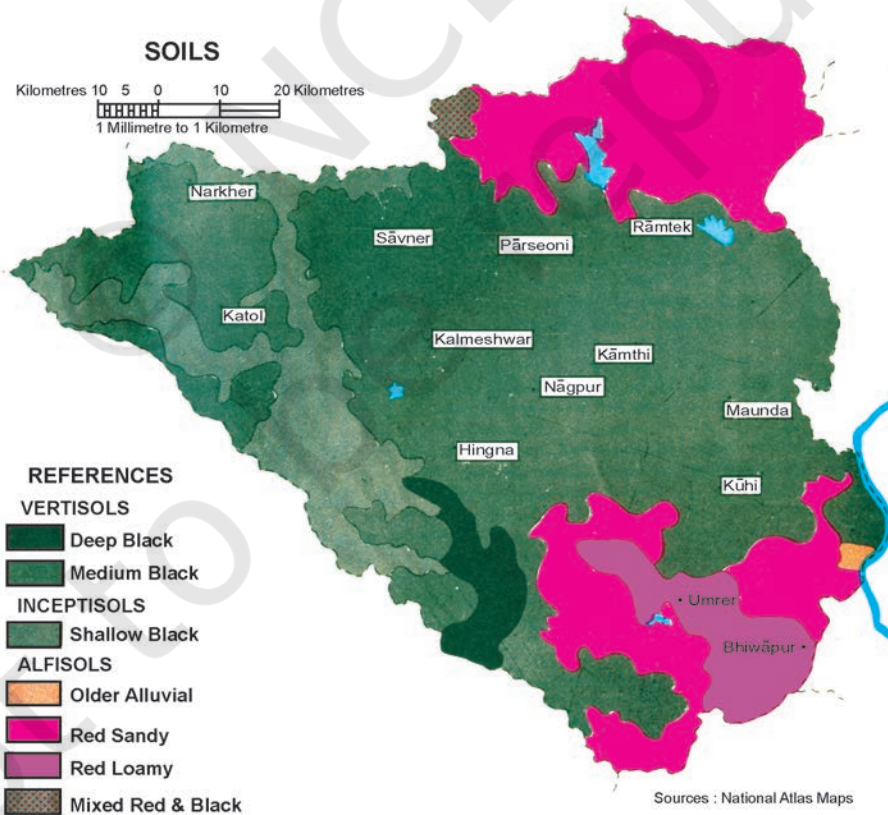 SOILS
Kilometres 10 5 0 10 20 Kilometres
1 Millimetre to 1 Kilometre
Narkher
Sāvner
Pārseoni
Rāmtek
Katol
Kalmeshwar
Kāmthi
Nāgpur
Maunda
Hingna
Kūhi
Umrer
Bhiwāpur
REFERENCES
VERTISOLS
Deep Black
Medium Black
INCEPTISOLS
Shallow Black
ALFISOLS
Older Alluvial
Red Sandy
Red Loamy
Mixed Red & Black
Sources : National Atlas Maps